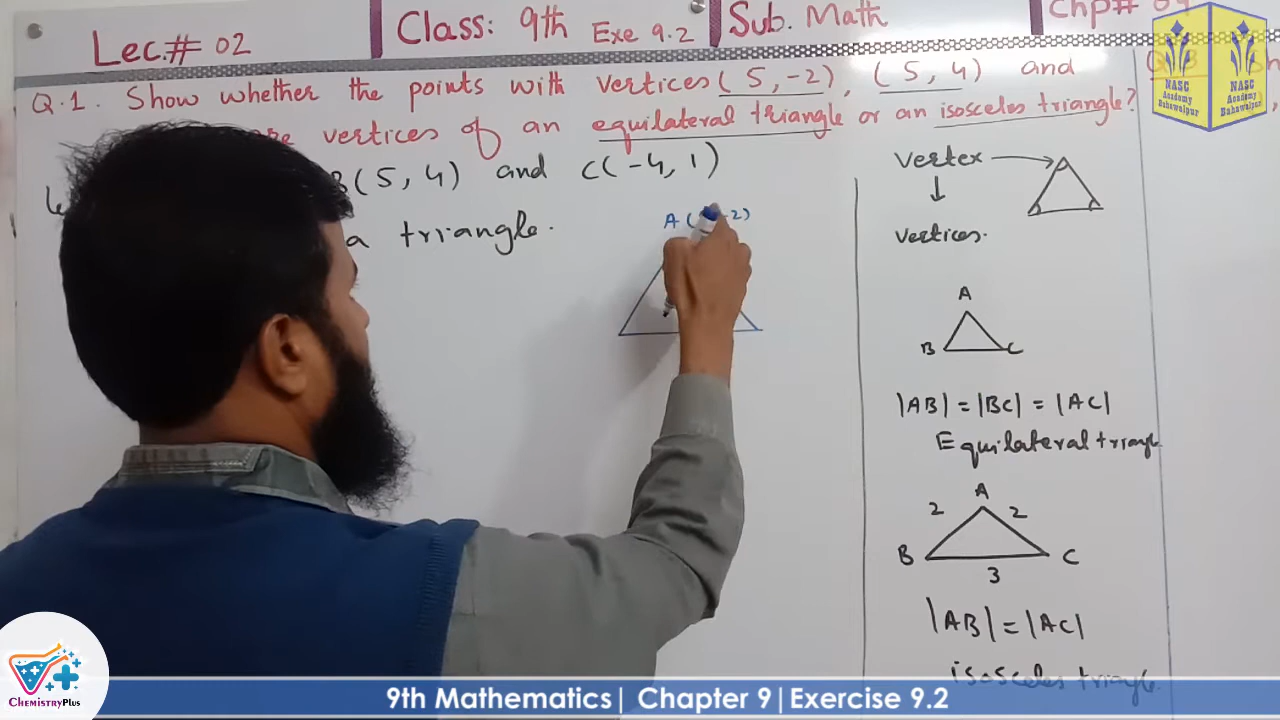 Lec.# 02
Class: 9th Exe 9.2
Sub. Math
Chp#
Q.1. Show whether the points with vertices (5, -2), (5, 4) and
vertices of an equilateral triangle or an isosceles triangle?
B(5, 4) and C(-4, 1)
a triangle.
A ( -2)
Vertex
vertices.
A
B C
|AB| = |BC| = |AC|
Equilateral triangle
A
2 2
B C
3
|AB| = |AC|
isosceles triangle
NASC
Academy
Bahawalpur
NASC
Academy
Bahawalpur
ChemistryPlus
9th Mathematics| Chapter 9|Exercise 9.2